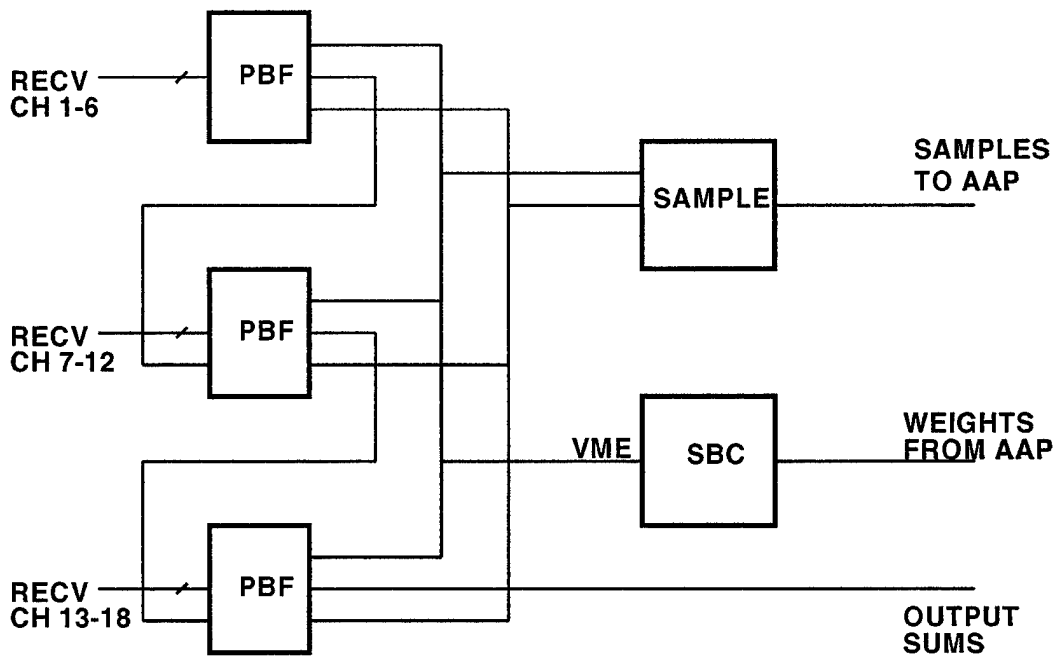 RECV
CH 1-6
PBF
SAMPLE
SAMPLES
TO AAP
RECV
CH 7-12
PBF
VME
SBC
WEIGHTS
FROM AAP
RECV
CH 13-18
PBF
OUTPUT
SUMS